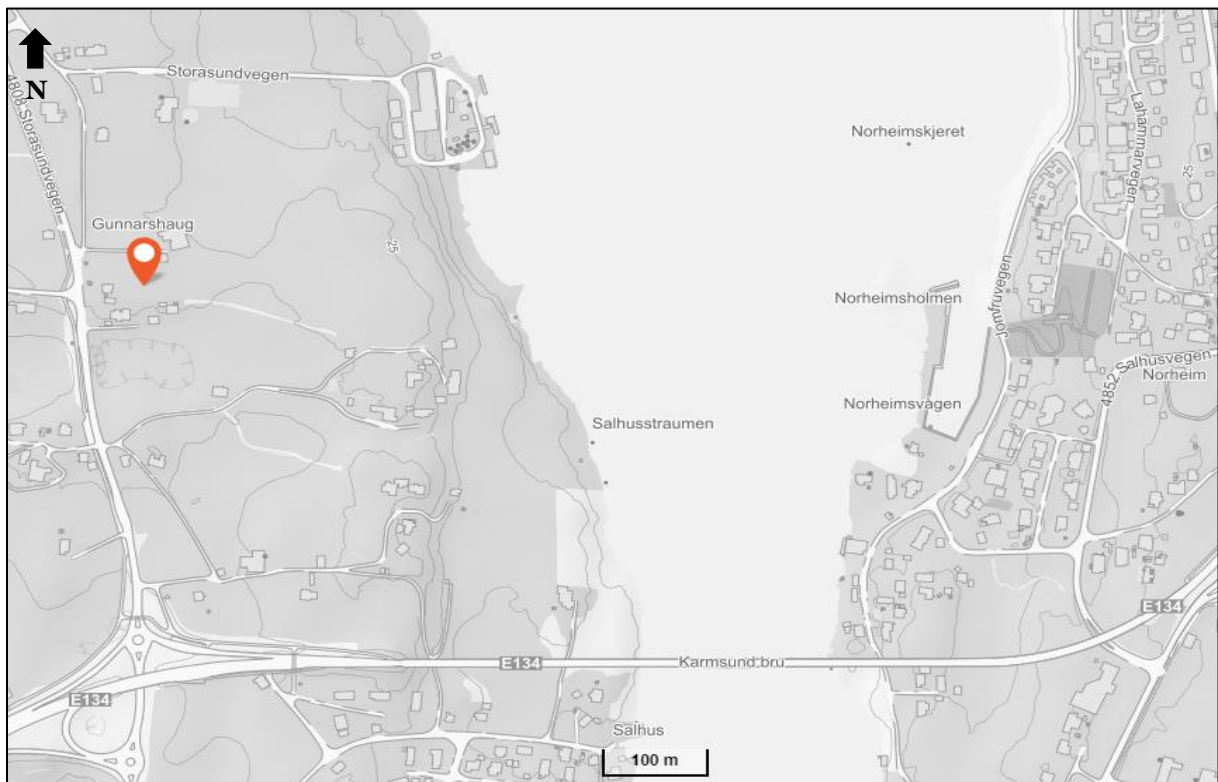 N
Storasundvegen
4808 Storasundvegen
Norheimskjeret
Lahammarvegen
25
Gunnarshaug
25
Norheimsholmen
Jomfruvegen
4852 Salhusvegen
Norheim
Norheimsvagen
Salhusstraumen
E134
E134
Karmsund bru
E134
Salhus
100 m